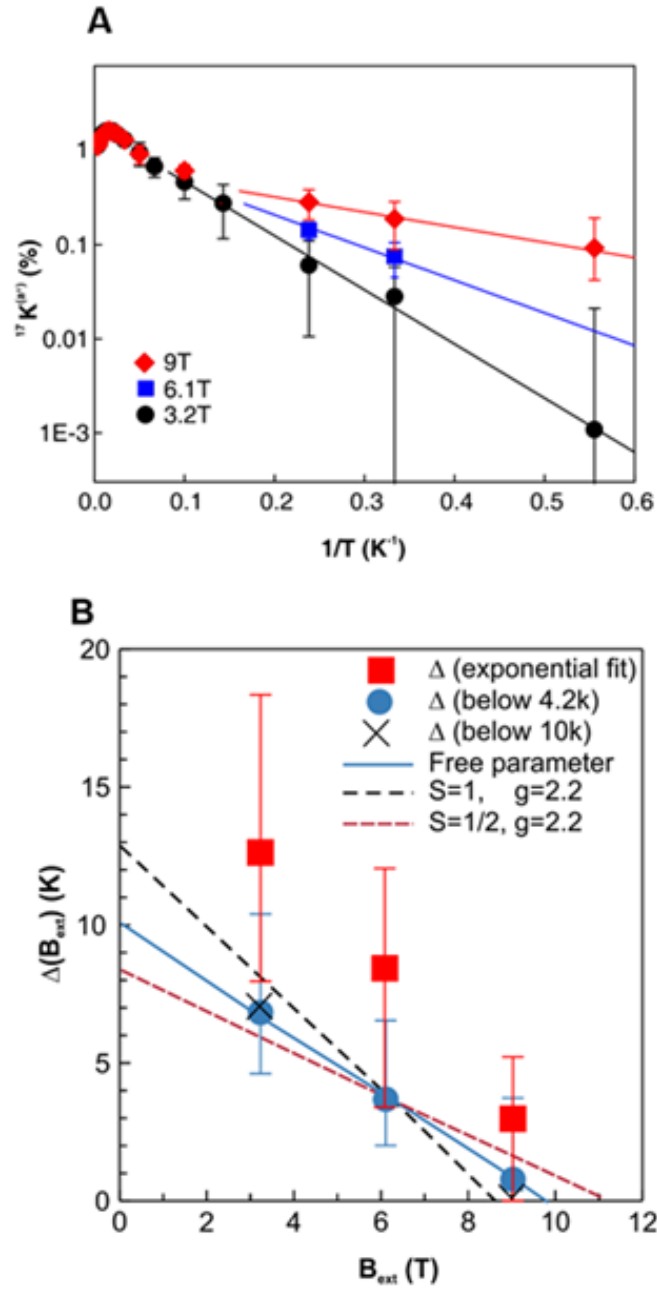 A
1
0.1
0.01
1E-3
¹⁷K⁽ᵃ*⁾ (%)
9T
6.1T
3.2T
0.0 0.1 0.2 0.3 0.4 0.5 0.6
1/T (K⁻¹)
B
20
15
10
5
0
Δ(B_ext) (K)
Δ (exponential fit)
Δ (below 4.2k)
Δ (below 10k)
Free parameter
S=1, g=2.2
S=1/2, g=2.2
0 2 4 6 8 10 12 14
B_ext (T)